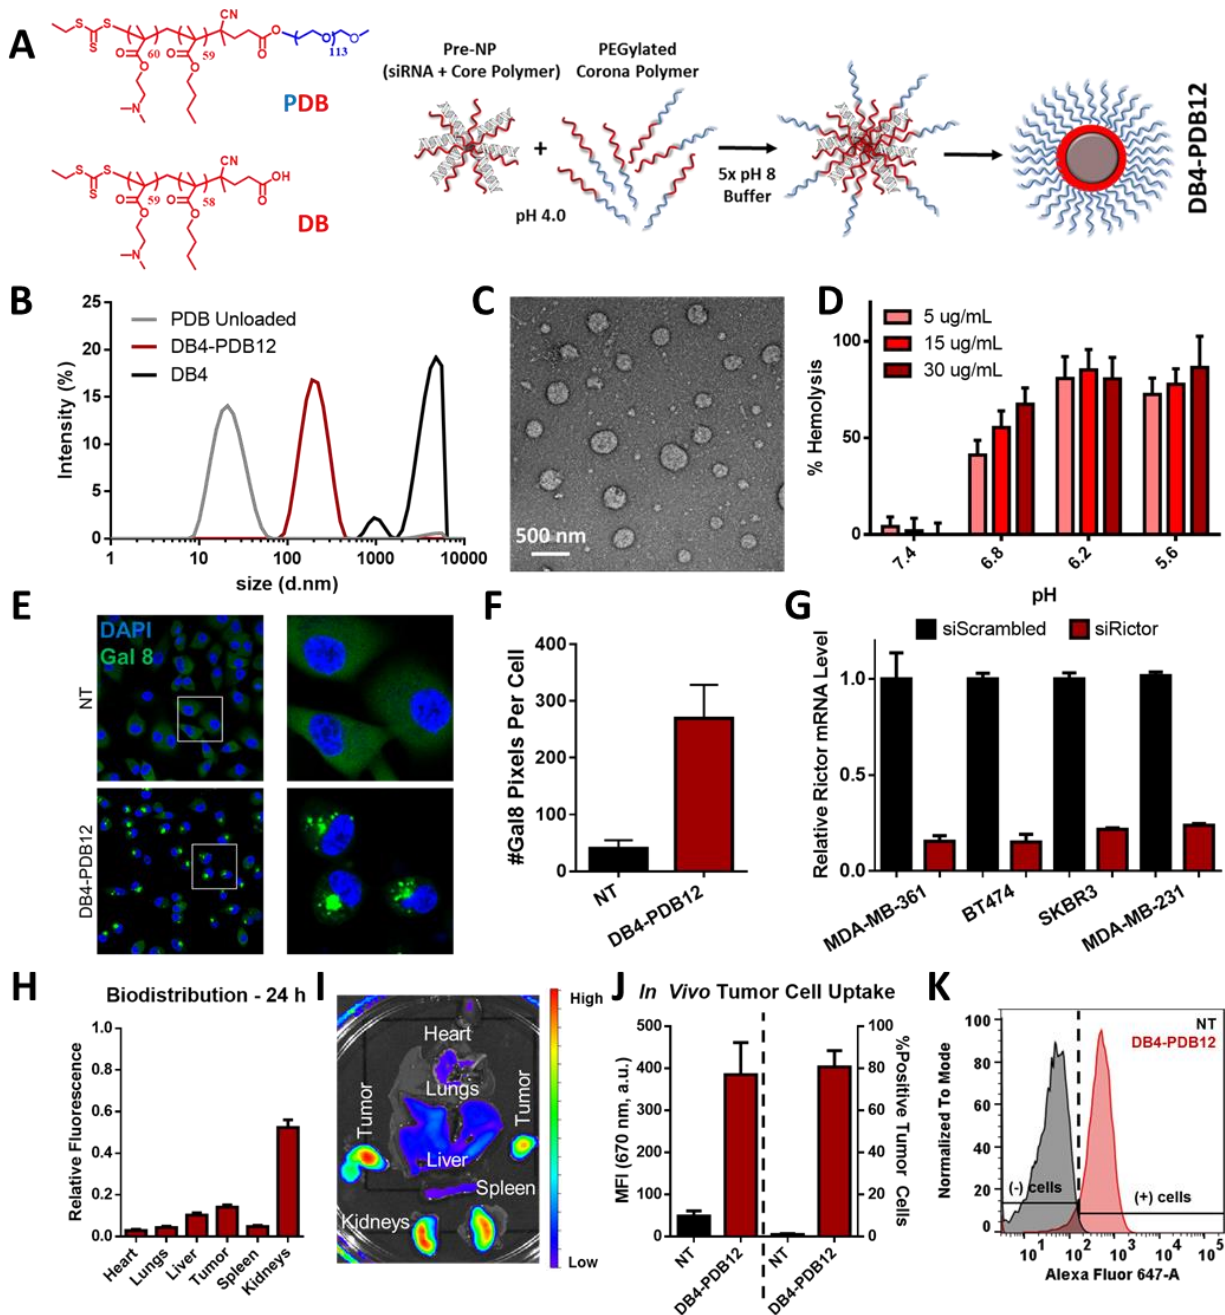 A
S
S
S
CN
O
O
O
O
O
O
60
59
113
N
PDB
S
S
S
CN
OH
O
O
O
O
O
59
58
N
DB
Pre-NP
(siRNA + Core Polymer)
PEGylated
Corona Polymer
+
pH 4.0
5x pH 8
Buffer
DB4-PDB12
B
Intensity (%)
25
20
15
10
5
0
PDB Unloaded
DB4-PDB12
DB4
1
10
100
1000
10000
size (d.nm)
C
500 nm
D
% Hemolysis
100
50
0
5 ug/mL
15 ug/mL
30 ug/mL
7.4
6.8
6.2
5.6
pH
E
DAPI
Gal 8
NT
DB4-PDB12
F
#Gal8 Pixels Per Cell
400
300
200
100
0
NT
DB4-PDB12
G
siScrambled
siRictor
Relative Rictor mRNA Level
1.0
0.5
0.0
MDA-MB-361
BT474
SKBR3
MDA-MB-231
H
Biodistribution - 24 h
Relative Fluorescence
1.0
0.8
0.6
0.4
0.2
0.0
Heart
Lungs
Liver
Tumor
Spleen
Kidneys
I
Heart
Lungs
Tumor
Tumor
Liver
Spleen
Kidneys
High
Low
J
In Vivo Tumor Cell Uptake
MFI (670 nm, a.u.)
500
400
300
200
100
0
NT
DB4-PDB12
NT
DB4-PDB12
100
80
60
40
20
0
%Positive Tumor Cells
K
NT
DB4-PDB12
Normalized To Mode
100
80
60
40
20
0
(-) cells
(+) cells
10¹
10²
10³
10⁴
10⁵
Alexa Fluor 647-A